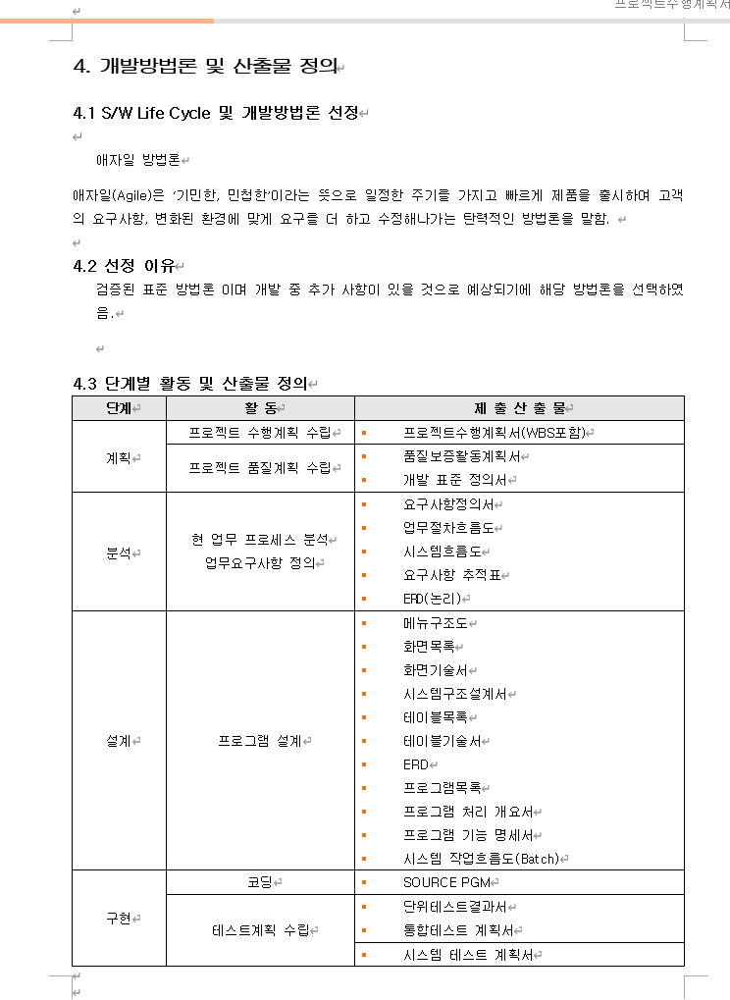 프로젝트수행계획서
4. 개발방법론 및 산출물 정의
4.1 S/W Life Cycle 및 개발방법론 선정
애자일 방법론
애자일(Agile)은 ‘기민한, 민첩한’이라는 뜻으로 일정한 주기를 가지고 빠르게 제품을 출시하며 고객
의 요구사항, 변화된 환경에 맞게 요구를 더 하고 수정해나가는 탄력적인 방법론을 말함.
4.2 선정 이유
검증된 표준 방법론 이며 개발 중 추가 사항이 있을 것으로 예상되기에 해당 방법론을 선택하였
음.
4.3 단계별 활동 및 산출물 정의
단계 활 동 제 출 산 출 물
계획
프로젝트 수행계획 수립
프로젝트수행계획서(WBS포함)
프로젝트 품질계획 수립
품질보증활동계획서
개발 표준 정의서
분석
현 업무 프로세스 분석
업무요구사항 정의
요구사항정의서
업무절차흐름도
시스템흐름도
요구사항 추적표
ERD(논리)
설계
프로그램 설계
메뉴구조도
화면목록
화면기술서
시스템구조설계서
테이블목록
테이블기술서
ERD
프로그램목록
프로그램 처리 개요서
프로그램 기능 명세서
시스템 작업흐름도(Batch)
구현
코딩
SOURCE PGM
테스트계획 수립
단위테스트결과서
통합테스트 계획서
시스템 테스트 계획서